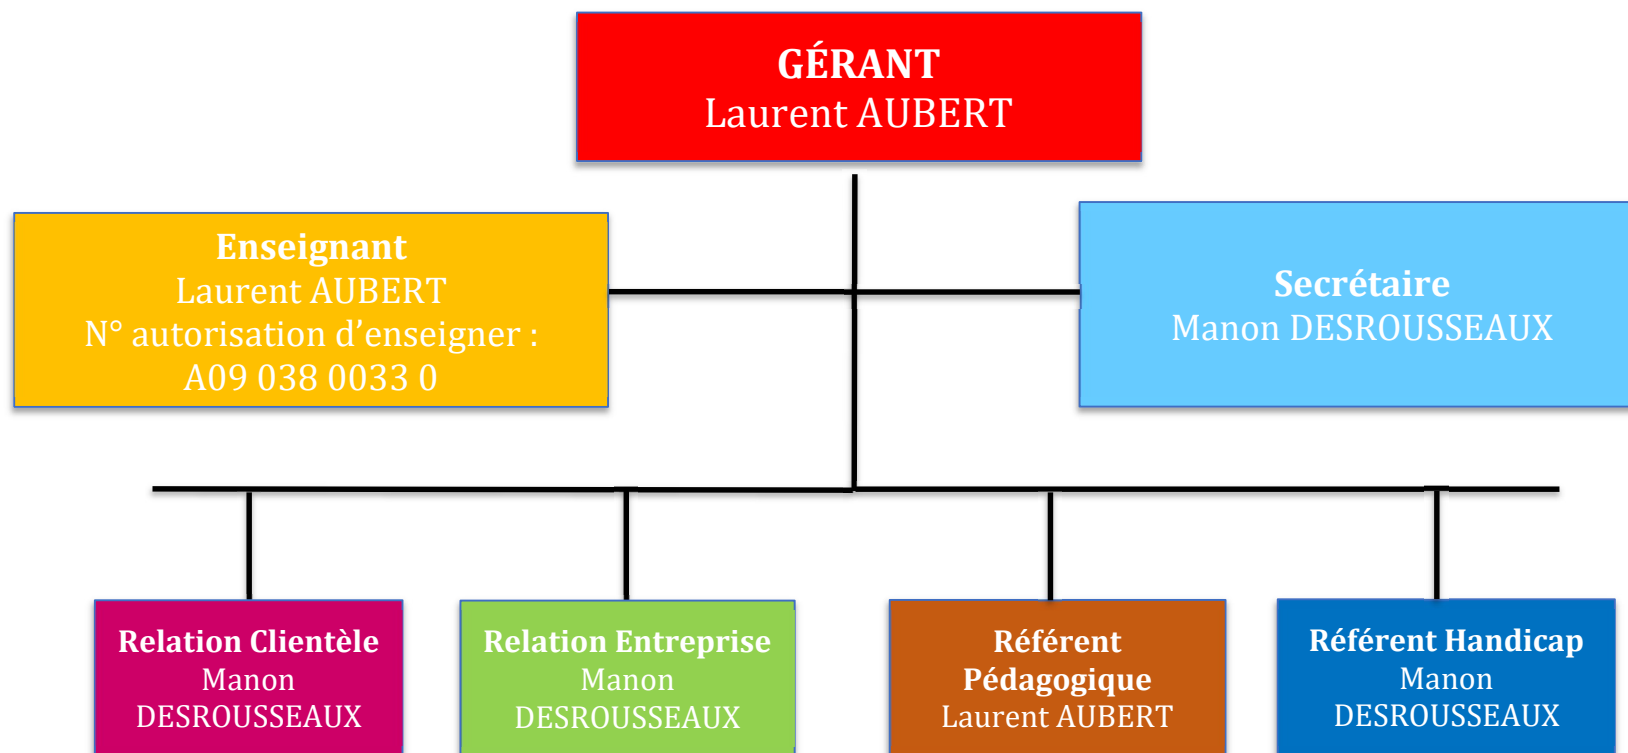 GÉRANT
Laurent AUBERT
Enseignant
Laurent AUBERT
N° autorisation d’enseigner :
A09 038 0033 0
Secrétaire
Manon DESROUSSEAUX
Relation Clientèle
Manon
DESROUSSEAUX
Relation Entreprise
Manon
DESROUSSEAUX
Référent
Pédagogique
Laurent AUBERT
Référent Handicap
Manon
DESROUSSEAUX